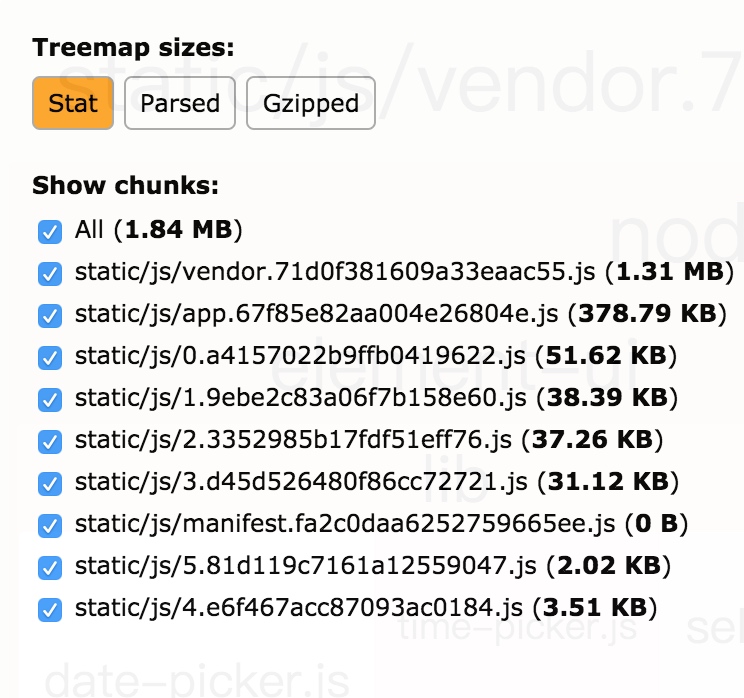 Treemap sizes:
Stat Parsed Gzipped
static/js/vendor.7
Show chunks:
All (1.84 MB)
static/js/vendor.71d0f381609a33eaac55.js (1.31 MB)
static/js/app.67f85e82aa004e26804e.js (378.79 KB)
static/js/0.a4157022b9ffb0419622.js (51.62 KB)
element-ui
static/js/1.9ebe2c83a06f7b158e60.js (38.39 KB)
static/js/2.3352985b17fdf51eff76.js (37.26 KB)
static/js/3.d45d526480f86cc72721.js (31.12 KB)
lib
static/js/manifest.fa2c0daa6252759665ee.js (0 B)
static/js/5.81d119c7161a12559047.js (2.02 KB)
static/js/4.e6f467acc87093ac0184.js (3.51 KB)
time-picker.js
date-picker.js